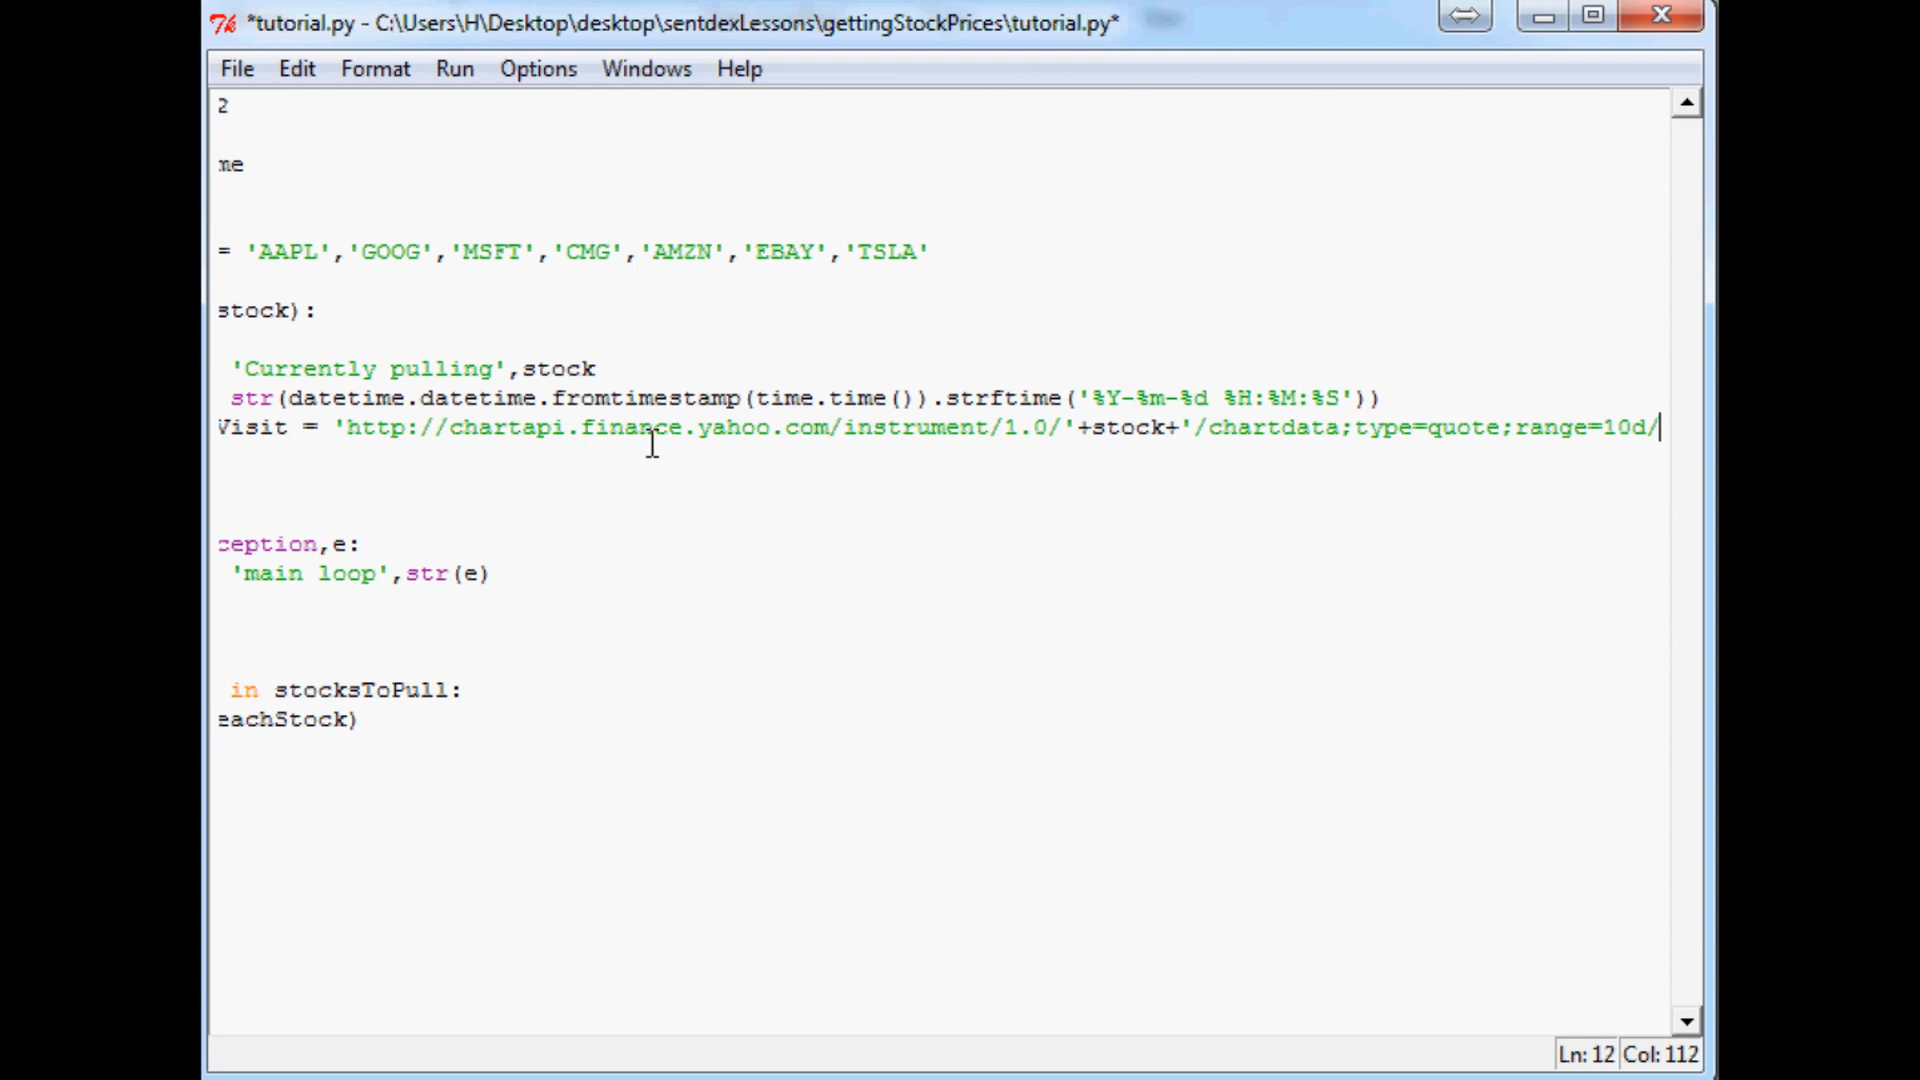 *tutorial.py - C:\Users\H\Desktop\desktop\sentdexLessons\gettingStockPrices\tutorial.py*
File Edit Format Run Options Windows Help
2
me
= 'AAPL','GOOG','MSFT','CMG','AMZN','EBAY','TSLA'
stock):
'Currently pulling',stock
str(datetime.datetime.fromtimestamp(time.time()).strftime('%Y-%m-%d %H:%M:%S'))
Visit = 'http://chartapi.finance.yahoo.com/instrument/1.0/'+stock+'/chartdata;type=quote;range=10d/
ception,e:
'main loop',str(e)
in stocksToPull:
eachStock)
Ln: 12 Col: 112